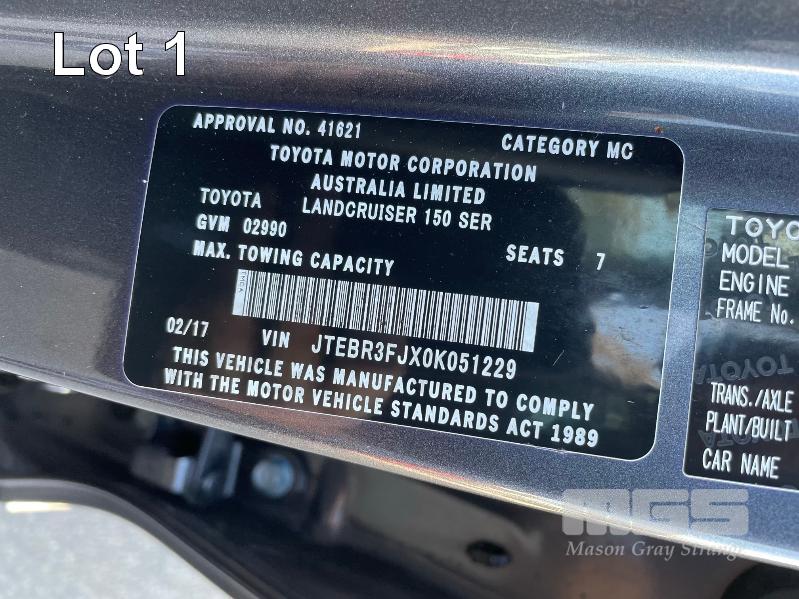 Lot 1
APPROVAL NO. 41621
CATEGORY MC
TOYOTA MOTOR CORPORATION
AUSTRALIA LIMITED
TOYOTA LANDCRUISER 150 SER
GVM 02990
SEATS 7
MAX. TOWING CAPACITY
02/17 VIN JTEBR3FJX0K051229
THIS VEHICLE WAS MANUFACTURED TO COMPLY
WITH THE MOTOR VEHICLE STANDARDS ACT 1989
TOYO
MODEL
ENGINE
FRAME No.
TOYOTA
TRANS./AXLE
PLANT/BUILT
CAR NAME
MGS
Mason Gray Strange